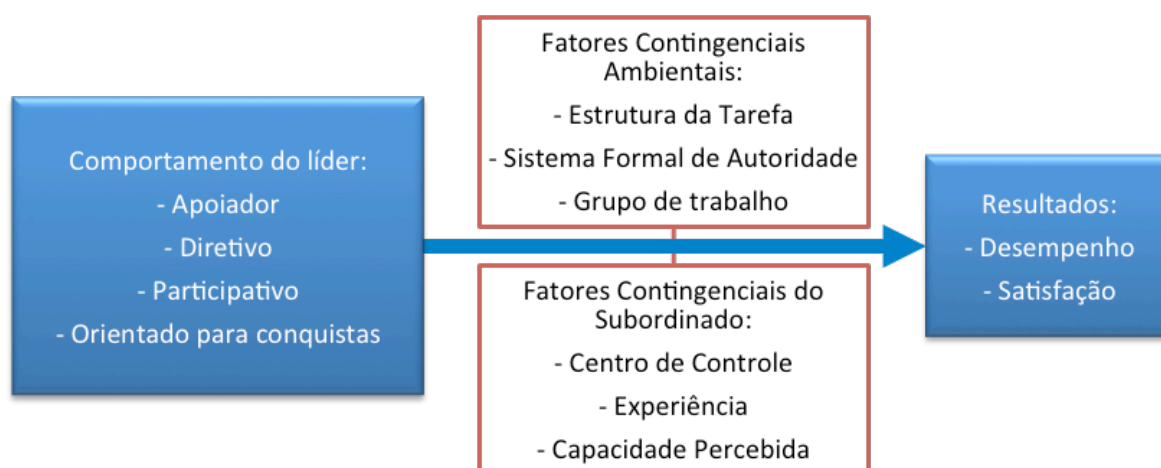 Comportamento do líder:
- Apoiador
- Diretivo
- Participativo
- Orientado para conquistas
Fatores Contingenciais
Ambientais:
- Estrutura da Tarefa
- Sistema Formal de Autoridade
- Grupo de trabalho
Fatores Contingenciais do
Subordinado:
- Centro de Controle
- Experiência
- Capacidade Percebida
Resultados:
- Desempenho
- Satisfação